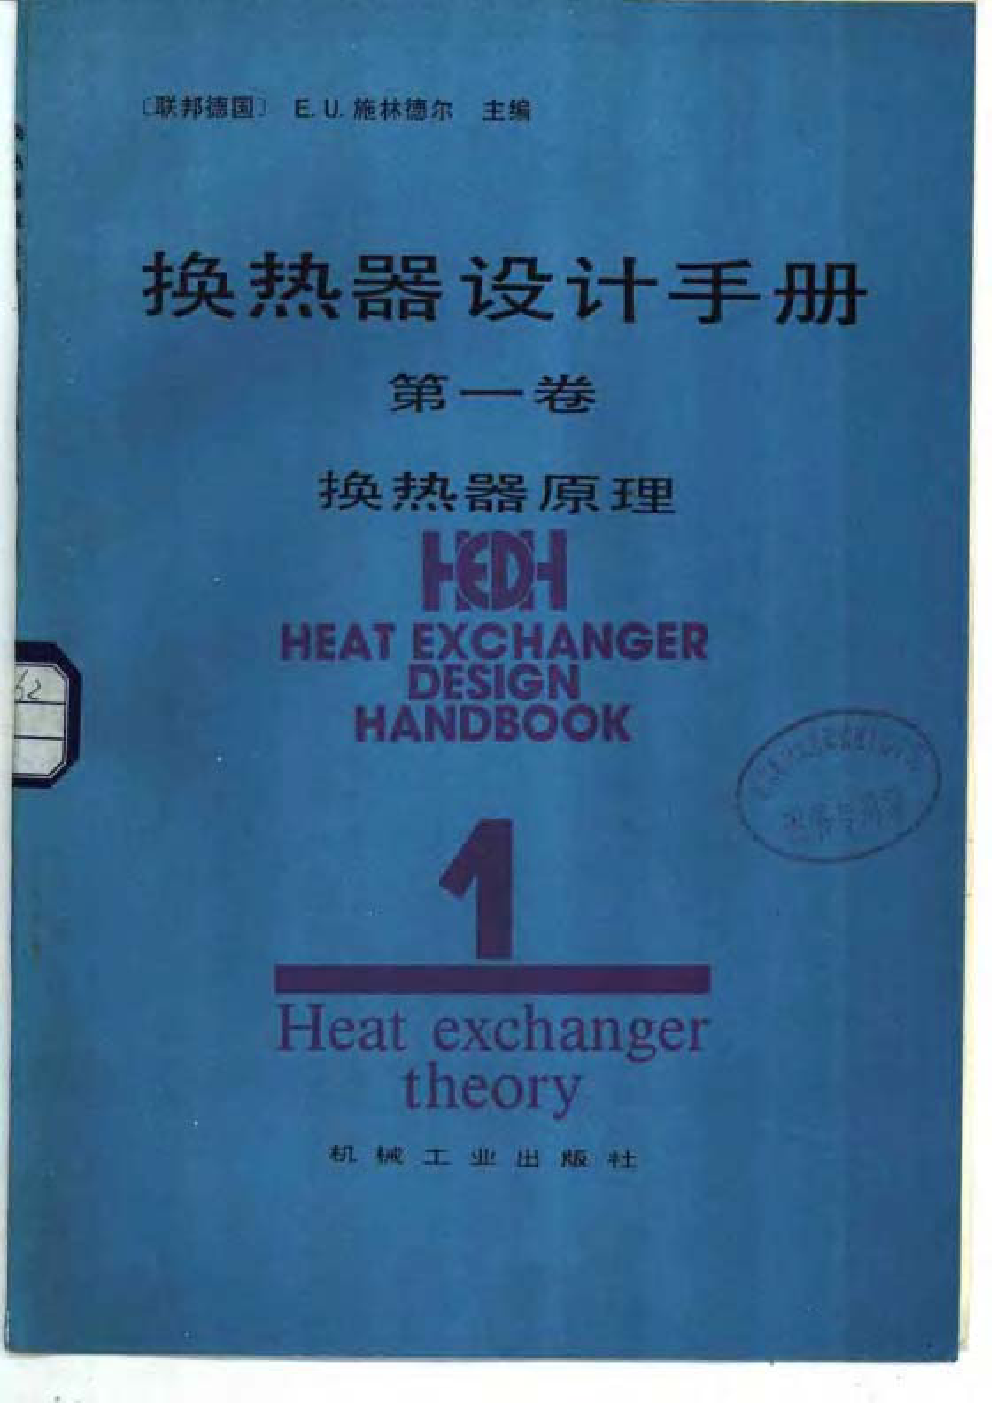 〔联邦德国〕 E. U. 施林德尔 主编
换热器设计手册
第一卷
换热器原理
HEDH
HEAT EXCHANGER
DESIGN
HANDBOOK
62
1
Heat exchanger
theory
机械工业出版社